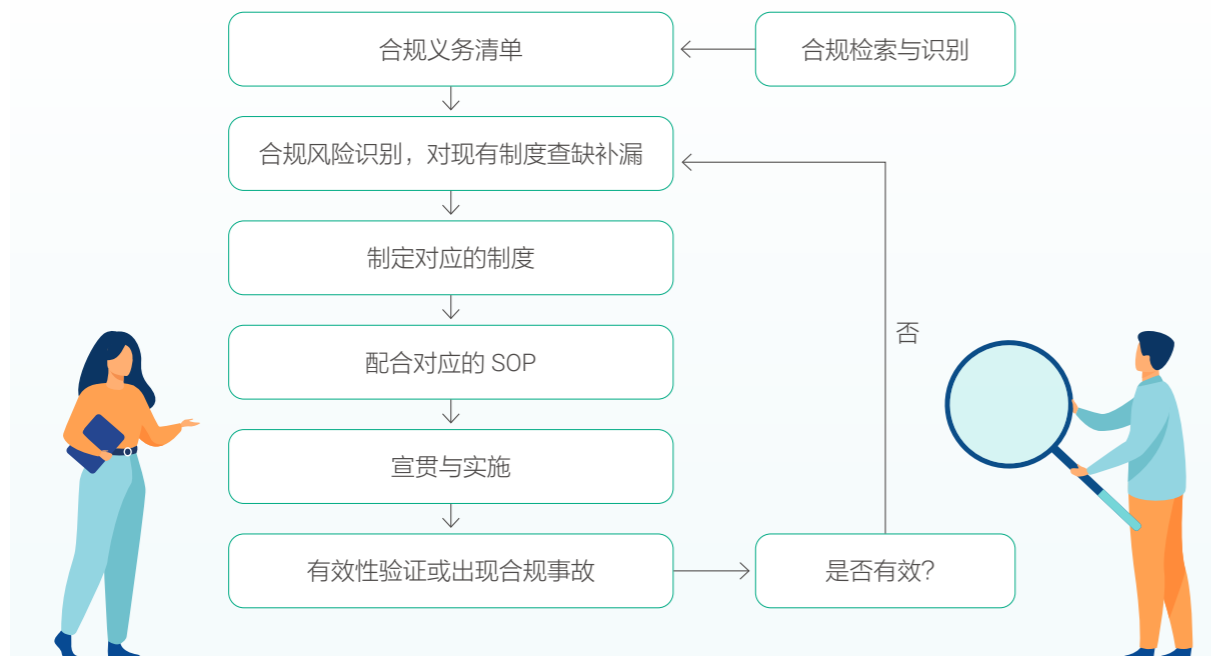 合规义务清单
合规检索与识别
合规风险识别，对现有制度查缺补漏
制定对应的制度
否
配合对应的 SOP
宣贯与实施
有效性验证或出现合规事故
是否有效？